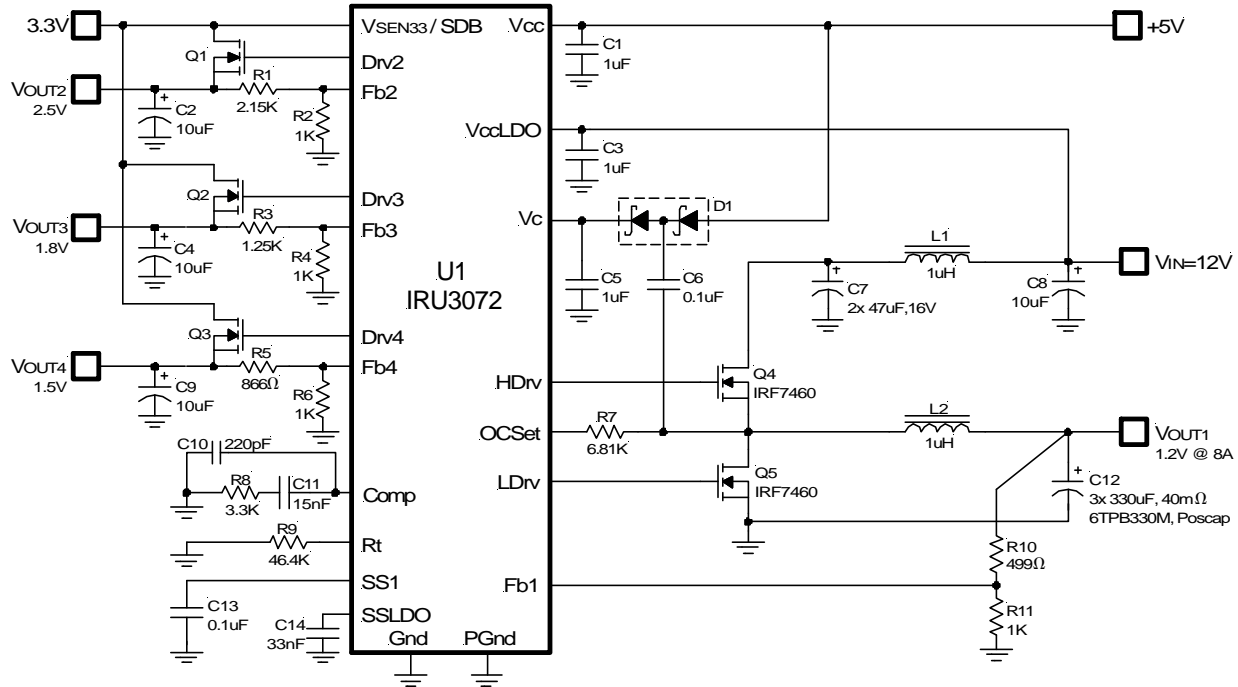 3.3V
VOUT2
2.5V
Q1
R1
2.15K
C2
10uF
R2
1K
VOUT3
1.8V
Q2
R3
1.25K
C4
10uF
R4
1K
VOUT4
1.5V
Q3
R5
866Ω
C9
10uF
R6
1K
C10 220pF
R8
3.3K
C11
15nF
R9
46.4K
C13
0.1uF
C14
33nF
VSEN33/SDB
Drv2
Fb2
Drv3
Fb3
Drv4
Fb4
Comp
Rt
SS1
SSLDO
Gnd
PGnd
U1
IRU3072
Vcc
VccLDO
Vc
HDrv
OCSet
LDrv
Fb1
C1
1uF
+5V
C3
1uF
D1
C5
1uF
C6
0.1uF
C7
2x 47uF,16V
L1
1uH
C8
10uF
VIN=12V
Q4
IRF7460
R7
6.81K
L2
1uH
VOUT1
1.2V @ 8A
Q5
IRF7460
C12
3x 330uF, 40mΩ
6TPB330M, Poscap
R10
499Ω
R11
1K